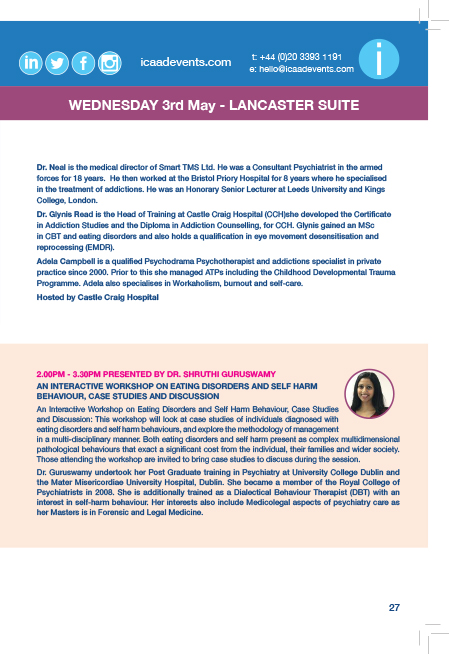 in f
icaadevents.com
t: +44 (0)20 3393 1191
e: hello@icaadevents.com
i
WEDNESDAY 3rd May - LANCASTER SUITE
Dr. Neal is the medical director of Smart TMS Ltd. He was a Consultant Psychiatrist in the armed
forces for 18 years. He then worked at the Bristol Priory Hospital for 8 years where he specialised
in the treatment of addictions. He was an Honorary Senior Lecturer at Leeds University and Kings
College, London.
Dr. Glynis Read is the Head of Training at Castle Craig Hospital (CCH)she developed the Certificate
in Addiction Studies and the Diploma in Addiction Counselling, for CCH. Glynis gained an MSc
in CBT and eating disorders and also holds a qualification in eye movement desensitisation and
reprocessing (EMDR).
Adela Campbell is a qualified Psychodrama Psychotherapist and addictions specialist in private
practice since 2000. Prior to this she managed ATPs including the Childhood Developmental Trauma
Programme. Adela also specialises in Workaholism, burnout and self-care.
Hosted by Castle Craig Hospital
2.00PM - 3.30PM PRESENTED BY DR. SHRUTHI GURUSWAMY
AN INTERACTIVE WORKSHOP ON EATING DISORDERS AND SELF HARM
BEHAVIOUR, CASE STUDIES AND DISCUSSION
An Interactive Workshop on Eating Disorders and Self Harm Behaviour, Case Studies
and Discussion: This workshop will look at case studies of individuals diagnosed with
eating disorders and self harm behaviours, and explore the methodology of management
in a multi-disciplinary manner. Both eating disorders and self harm present as complex multidimensional
pathological behaviours that exact a significant cost from the individual, their families and wider society.
Those attending the workshop are invited to bring case studies to discuss during the session.
Dr. Guruswamy undertook her Post Graduate training in Psychiatry at University College Dublin and
the Mater Misericordiae University Hospital, Dublin. She became a member of the Royal College of
Psychiatrists in 2008. She is additionally trained as a Dialectical Behaviour Therapist (DBT) with an
interest in self-harm behaviour. Her interests also include Medicolegal aspects of psychiatry care as
her Masters is in Forensic and Legal Medicine.
27